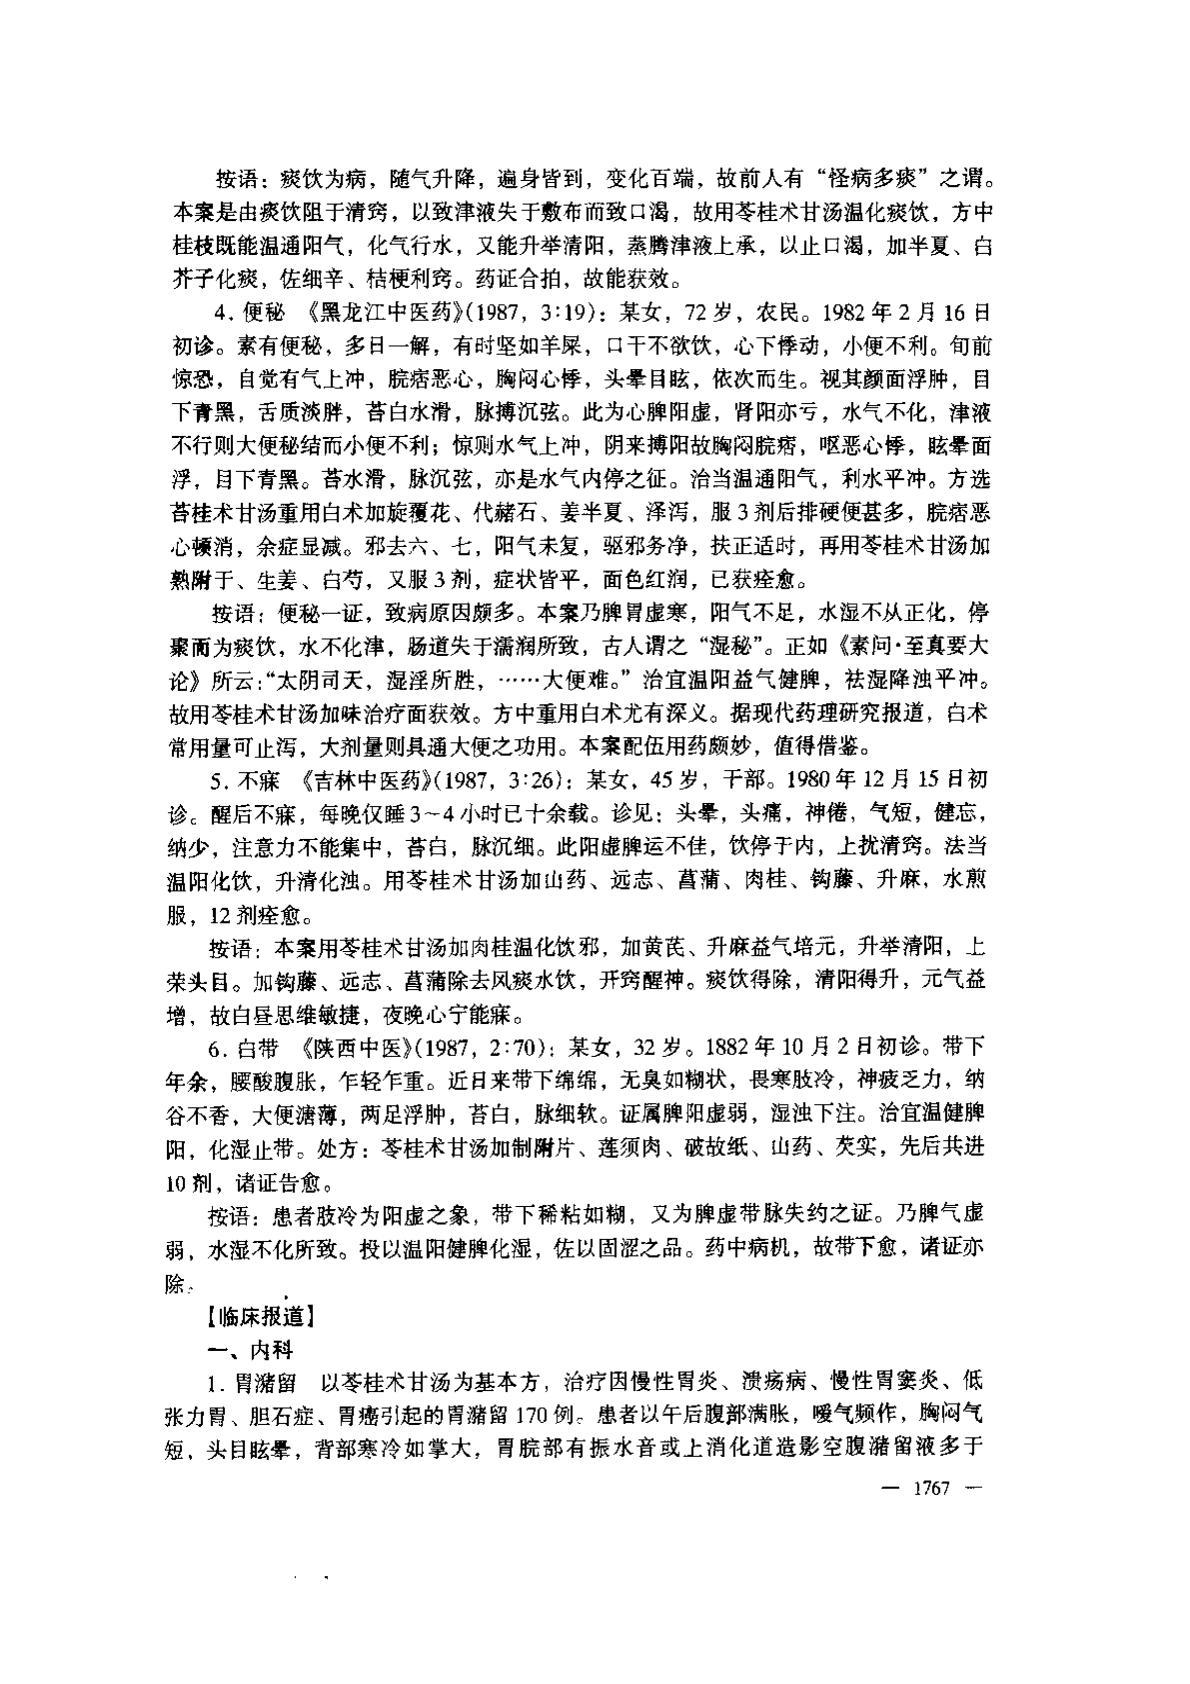 按语：痰饮为病，随气升降，遍身皆到，变化百端，故前人有“怪病多痰”之谓。
本案是由痰饮阻于清窍，以致津液失于敷布而致口渴，故用苓桂术甘汤温化痰饮，方中
桂枝既能温通阳气，化气行水，又能升举清阳，蒸腾津液上承，以止口渴，加半夏、白
芥子化痰，佐细辛、桔梗利窍。药证合拍，故能获效。
4．便秘　《黑龙江中医药》(1987，3:19)：某女，72岁，农民。1982年2月16日
初诊。素有便秘，多日一解，有时坚如羊屎，口干不欲饮，心下悸动，小便不利。旬前
惊恐，自觉有气上冲，脘痞恶心，胸闷心悸，头晕目眩，依次而生。视其颜面浮肿，目
下青黑，舌质淡胖，苔白水滑，脉搏沉弦。此为心脾阳虚，肾阳亦亏，水气不化，津液
不行则大便秘结而小便不利；惊则水气上冲，阴来搏阳故胸闷脘痞，呕恶心悸，眩晕面
浮，目下青黑。苔水滑，脉沉弦，亦是水气内停之征。治当温通阳气，利水平冲。方选
苔桂术甘汤重用白术加旋覆花、代赭石、姜半夏、泽泻，服3剂后排硬便甚多，脘痞恶
心顿消，余症显减。邪去六、七，阳气未复，驱邪务净，扶正适时，再用苓桂术甘汤加
熟附于、生姜、白芍，又服3剂，症状皆平，面色红润，已获痊愈。
按语：便秘一证，致病原因颇多。本案乃脾胃虚寒，阳气不足，水湿不从正化，停
聚而为痰饮，水不化津，肠道失于濡润所致，古人谓之“湿秘”。正如《素问·至真要大
论》所云：“太阴司天，湿淫所胜，……大便难。”治宜温阳益气健脾，祛湿降浊平冲。
故用苓桂术甘汤加味治疗面获效。方中重用白术尤有深义。据现代药理研究报道，白术
常用量可止泻，大剂量则具通大便之功用。本案配伍用药颇妙，值得借鉴。
5．不寐　《吉林中医药》(1987，3:26)：某女，45岁，干部。1980年12月15日初
诊。醒后不寐，每晚仅睡3～4小时已十余载。诊见：头晕，头痛，神倦，气短，健忘，
纳少，注意力不能集中，苔白，脉沉细。此阳虚脾运不佳，饮停于内，上扰清窍。法当
温阳化饮，升清化浊。用苓桂术甘汤加山药、远志、菖蒲、肉桂、钩藤、升麻，水煎
服，12剂痊愈。
按语：本案用苓桂术甘汤加肉桂温化饮邪，加黄芪、升麻益气培元，升举清阳，上
荣头目。加钩藤、远志、菖蒲除去风痰水饮，开窍醒神。痰饮得除，清阳得升，元气益
增，故白昼思维敏捷，夜晚心宁能寐。
6．白带　《陕西中医》(1987，2:70)：某女，32岁。1882年10月2日初诊。带下
年余，腰酸腹胀，乍轻乍重。近日来带下绵绵，无臭如糊状，畏寒肢冷，神疲乏力，纳
谷不香，大便溏薄，两足浮肿，苔白，脉细软。证属脾阳虚弱，湿浊下注。治宜温健脾
阳，化湿止带。处方：苓桂术甘汤加制附片、莲须肉、破故纸、山药、芡实，先后共进
10剂，诸证告愈。
按语：患者肢冷为阳虚之象，带下稀粘如糊，又为脾虚带脉失约之证。乃脾气虚
弱，水湿不化所致。投以温阳健脾化湿，佐以固涩之品。药中病机，故带下愈，诸证亦
除。
【临床报道】
一、内科
1．胃潴留　以苓桂术甘汤为基本方，治疗因慢性胃炎、溃疡病、慢性胃窦炎、低
张力胃、胆石症、胃癌引起的胃潴留170例。患者以午后腹部满胀，嗳气频作，胸闷气
短，头目眩晕，背部寒冷如掌大，胃脘部有振水音或上消化道造影空腹潴留液多于
— 1767 —